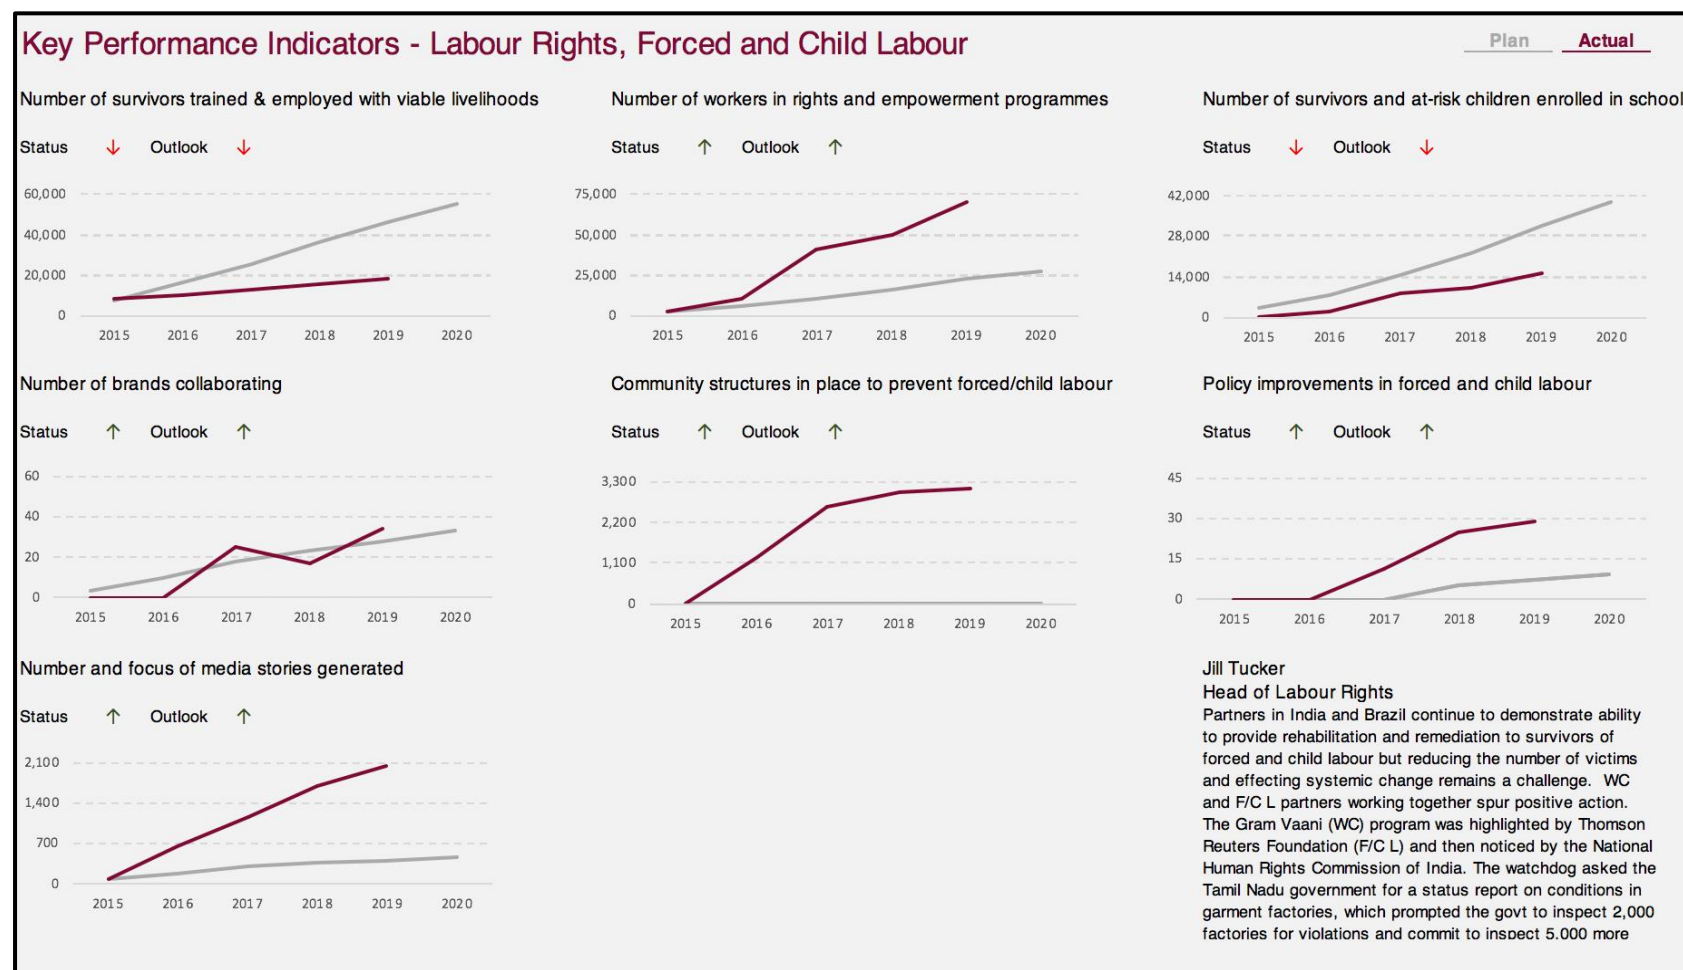 Key Performance Indicators - Labour Rights, Forced and Child Labour
Plan Actual
Number of survivors trained & employed with viable livelihoods
Status ↓ Outlook ↓
60,000
40,000
20,000
0
2015 2016 2017 2018 2019 2020
Number of workers in rights and empowerment programmes
Status ↑ Outlook ↑
75,000
50,000
25,000
0
2015 2016 2017 2018 2019 2020
Number of survivors and at-risk children enrolled in school
Status ↓ Outlook ↓
42,000
28,000
14,000
0
2015 2016 2017 2018 2019 2020
Number of brands collaborating
Status ↑ Outlook ↑
60
40
20
0
2015 2016 2017 2018 2019 2020
Community structures in place to prevent forced/child labour
Status ↑ Outlook ↑
3,300
2,200
1,100
0
2015 2016 2017 2018 2019 2020
Policy improvements in forced and child labour
Status ↑ Outlook ↑
45
30
15
0
2015 2016 2017 2018 2019 2020
Number and focus of media stories generated
Status ↑ Outlook ↑
2,100
1,400
700
0
2015 2016 2017 2018 2019 2020
Jill Tucker
Head of Labour Rights
Partners in India and Brazil continue to demonstrate ability
to provide rehabilitation and remediation to survivors of
forced and child labour but reducing the number of victims
and effecting systemic change remains a challenge. WC
and F/C L partners working together spur positive action.
The Gram Vaani (WC) program was highlighted by Thomson
Reuters Foundation (F/C L) and then noticed by the National
Human Rights Commission of India. The watchdog asked the
Tamil Nadu government for a status report on conditions in
garment factories, which prompted the govt to inspect 2,000
factories for violations and commit to inspect 5.000 more